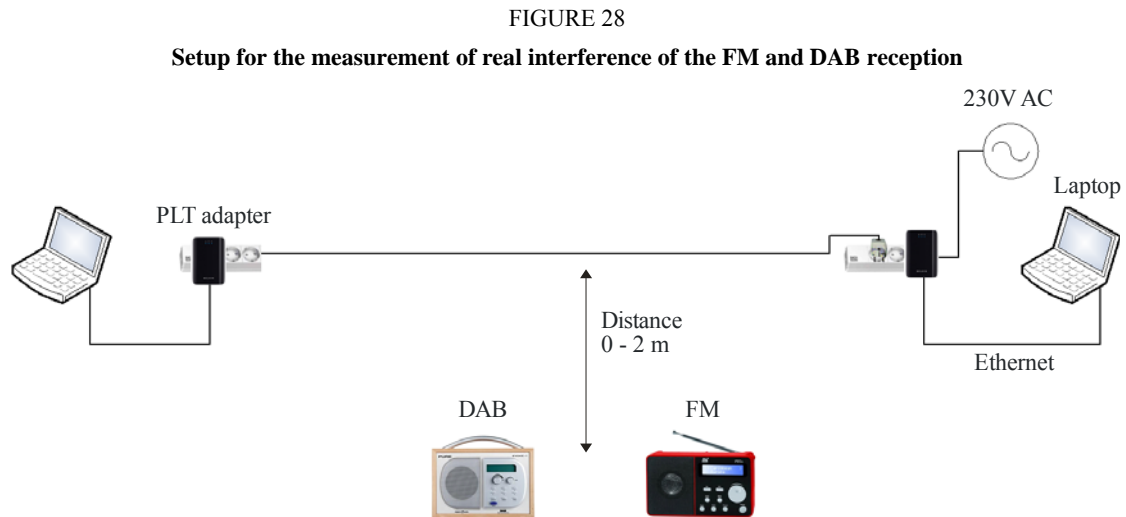 FIGURE 28
Setup for the measurement of real interference of the FM and DAB reception
230V AC
Laptop
PLT adapter
Distance
0 - 2 m
Ethernet
DAB
FM